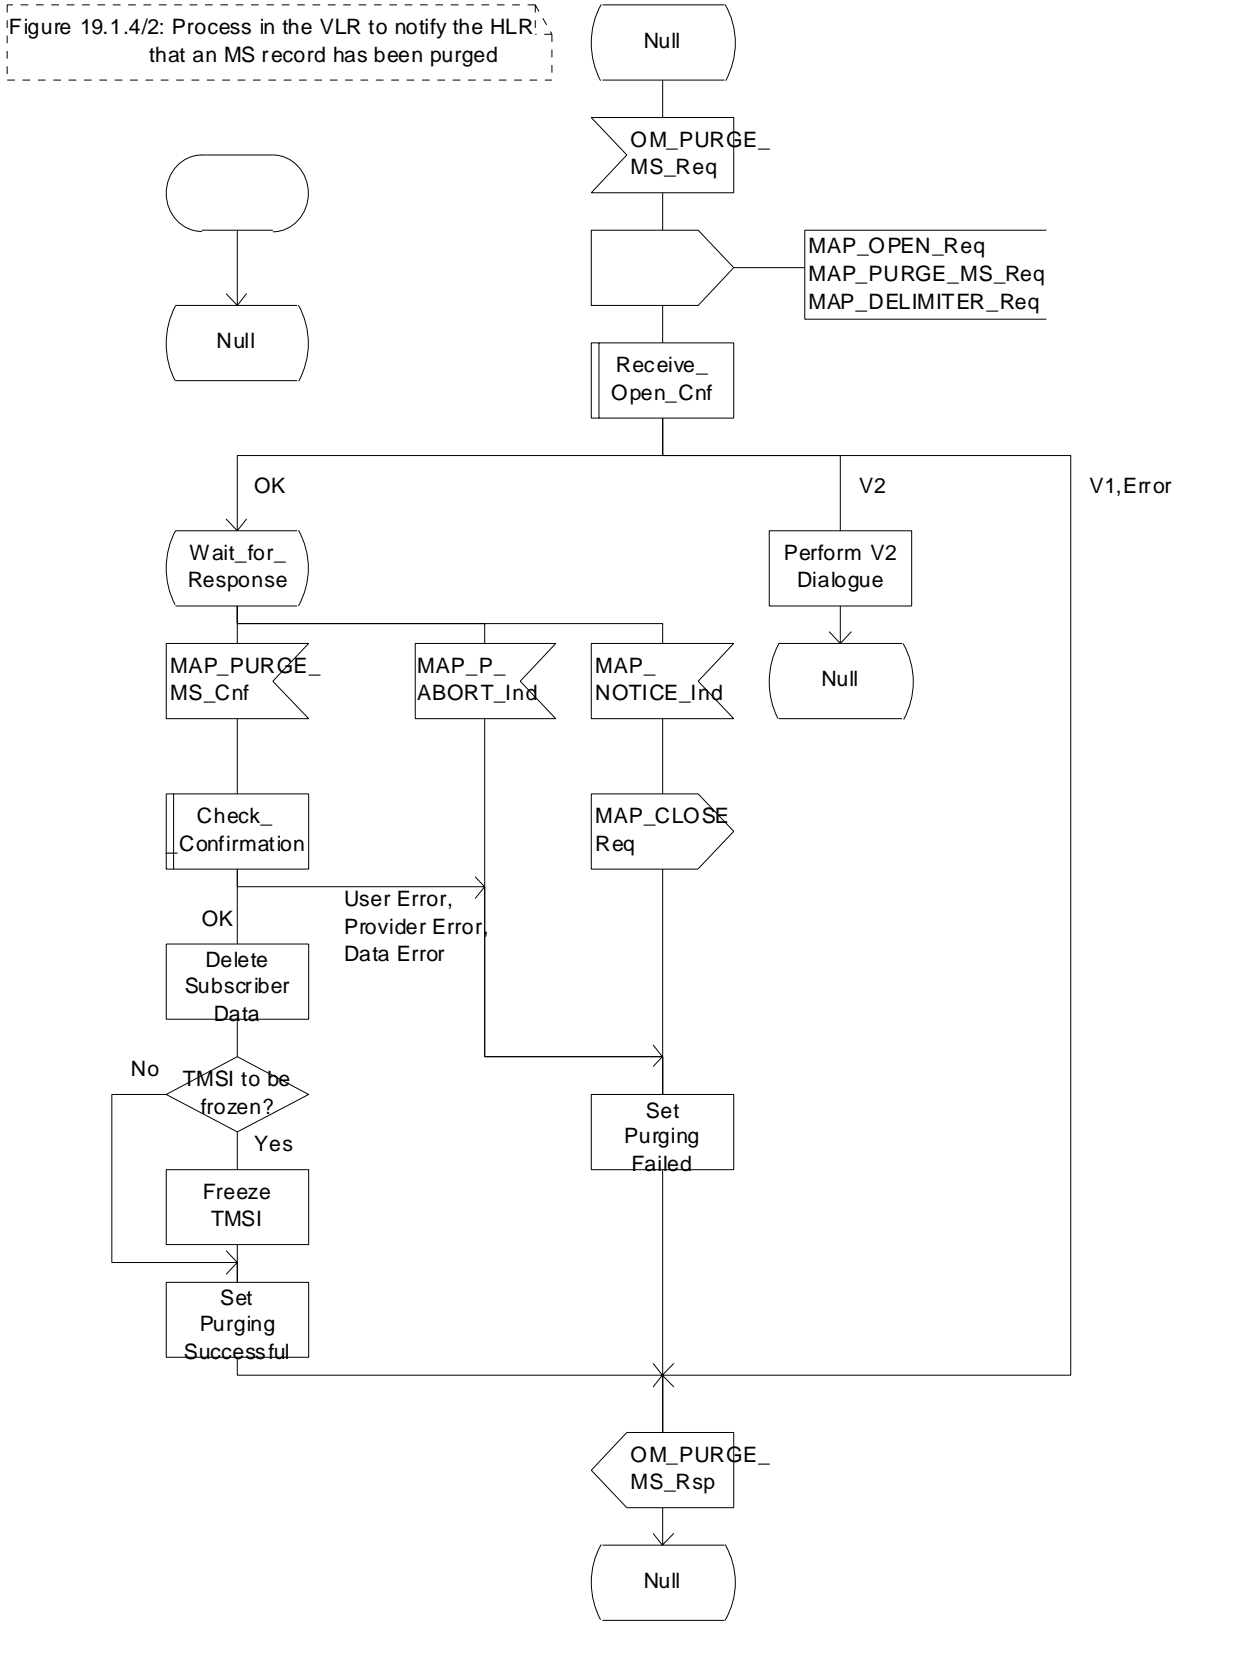 Figure 19.1.4/2: Process in the VLR to notify the HLR
that an MS record has been purged
Null
OM_PURGE_
MS_Req
MAP_OPEN_Req
MAP_PURGE_MS_Req
MAP_DELIMITER_Req
Null
Receive_
Open_Cnf
OK
V2
V1,Error
Wait_for_
Response
Perform V2
Dialogue
MAP_PURGE_
MS_Cnf
MAP_P_
ABORT_Ind
MAP_
NOTICE_Ind
Null
Check_
Confirmation
MAP_CLOSE_
Req
User Error,
Provider Error,
Data Error
OK
Delete
Subscriber
Data
No
TMSI to be
frozen?
Yes
Set
Purging
Failed
Freeze
TMSI
Set
Purging
Successful
OM_PURGE_
MS_Rsp
Null